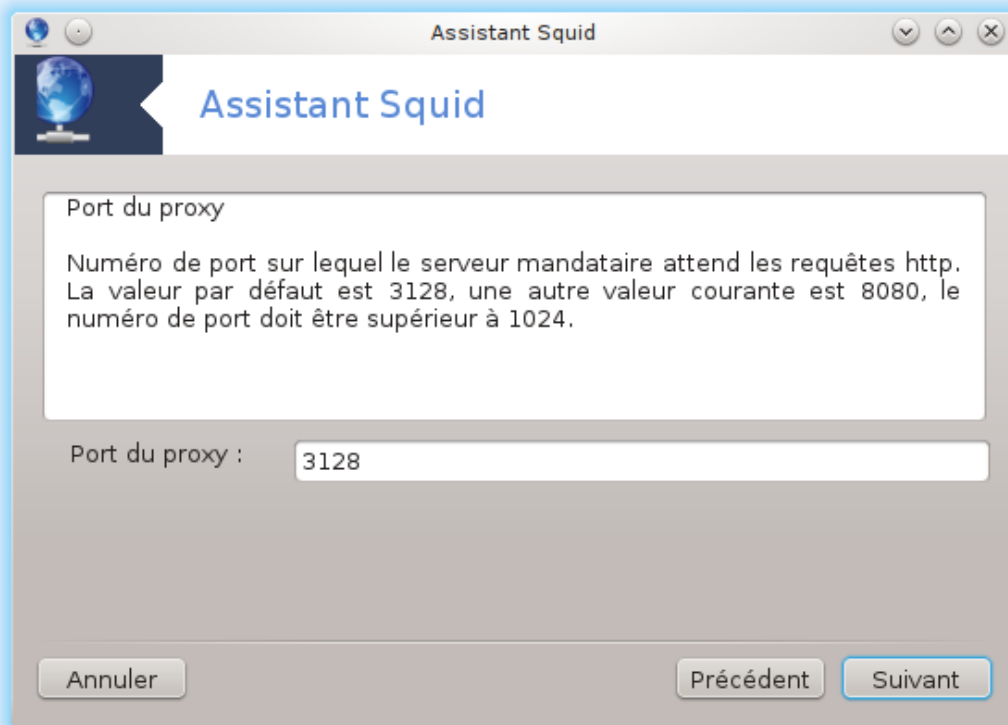 Assistant Squid
Assistant Squid
Port du proxy
Numéro de port sur lequel le serveur mandataire attend les requêtes http.
La valeur par défaut est 3128, une autre valeur courante est 8080, le
numéro de port doit être supérieur à 1024.
Port du proxy :
3128
Annuler
Précédent
Suivant